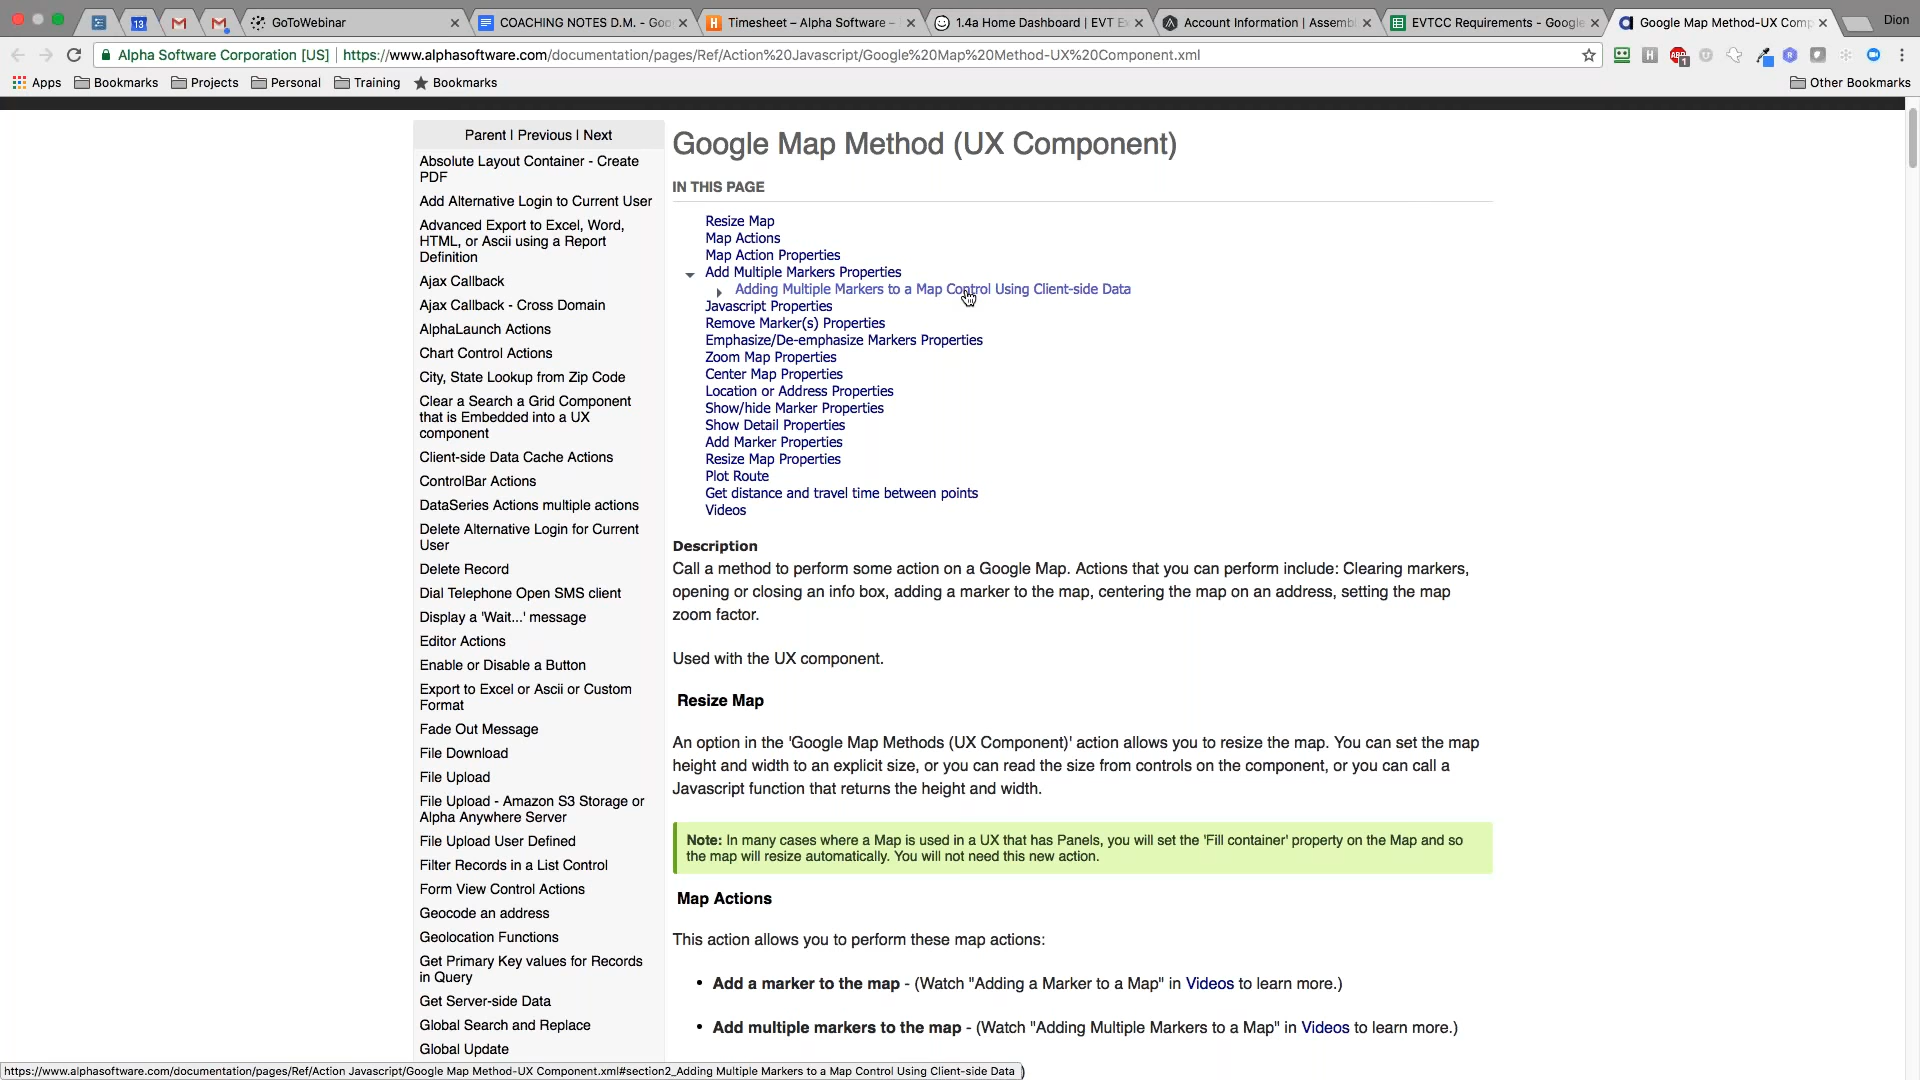 GoToWebinar
COACHING NOTES D.M. - Goo
Timesheet – Alpha Software –
1.4a Home Dashboard | EVT E
Account Information | Assembl
EVTCC Requirements - Google
Google Map Method-UX Comp
Dion
Alpha Software Corporation [US]
https://www.alphasoftware.com/documentation/pages/Ref/Action%20Javascript/Google%20Map%20Method-UX%20Component.xml
Apps
Bookmarks
Projects
Personal
Training
Bookmarks
Other Bookmarks
Parent | Previous | Next
Absolute Layout Container - Create
PDF
Add Alternative Login to Current User
Advanced Export to Excel, Word,
HTML, or Ascii using a Report
Definition
Ajax Callback
Ajax Callback - Cross Domain
AlphaLaunch Actions
Chart Control Actions
City, State Lookup from Zip Code
Clear a Search a Grid Component
that is Embedded into a UX
component
Client-side Data Cache Actions
ControlBar Actions
DataSeries Actions multiple actions
Delete Alternative Login for Current
User
Delete Record
Dial Telephone Open SMS client
Display a 'Wait...' message
Editor Actions
Enable or Disable a Button
Export to Excel or Ascii or Custom
Format
Fade Out Message
File Download
File Upload
File Upload - Amazon S3 Storage or
Alpha Anywhere Server
File Upload User Defined
Filter Records in a List Control
Form View Control Actions
Geocode an address
Geolocation Functions
Get Primary Key values for Records
in Query
Get Server-side Data
Global Search and Replace
Global Update
Google Map Method (UX Component)
IN THIS PAGE
Resize Map
Map Actions
Map Action Properties
Add Multiple Markers Properties
Adding Multiple Markers to a Map Control Using Client-side Data
Javascript Properties
Remove Marker(s) Properties
Emphasize/De-emphasize Markers Properties
Zoom Map Properties
Center Map Properties
Location or Address Properties
Show/hide Marker Properties
Show Detail Properties
Add Marker Properties
Resize Map Properties
Plot Route
Get distance and travel time between points
Videos
Description
Call a method to perform some action on a Google Map. Actions that you can perform include: Clearing markers,
opening or closing an info box, adding a marker to the map, centering the map on an address, setting the map
zoom factor.
Used with the UX component.
Resize Map
An option in the 'Google Map Methods (UX Component)' action allows you to resize the map. You can set the map
height and width to an explicit size, or you can read the size from controls on the component, or you can call a
Javascript function that returns the height and width.
Note: In many cases where a Map is used in a UX that has Panels, you will set the 'Fill container' property on the Map and so
the map will resize automatically. You will not need this new action.
Map Actions
This action allows you to perform these map actions:
• Add a marker to the map - (Watch "Adding a Marker to a Map" in Videos to learn more.)
• Add multiple markers to the map - (Watch "Adding Multiple Markers to a Map" in Videos to learn more.)
https://www.alphasoftware.com/documentation/pages/Ref/Action Javascript/Google Map Method-UX Component.xml#section2_Adding Multiple Markers to a Map Control Using Client-side Data